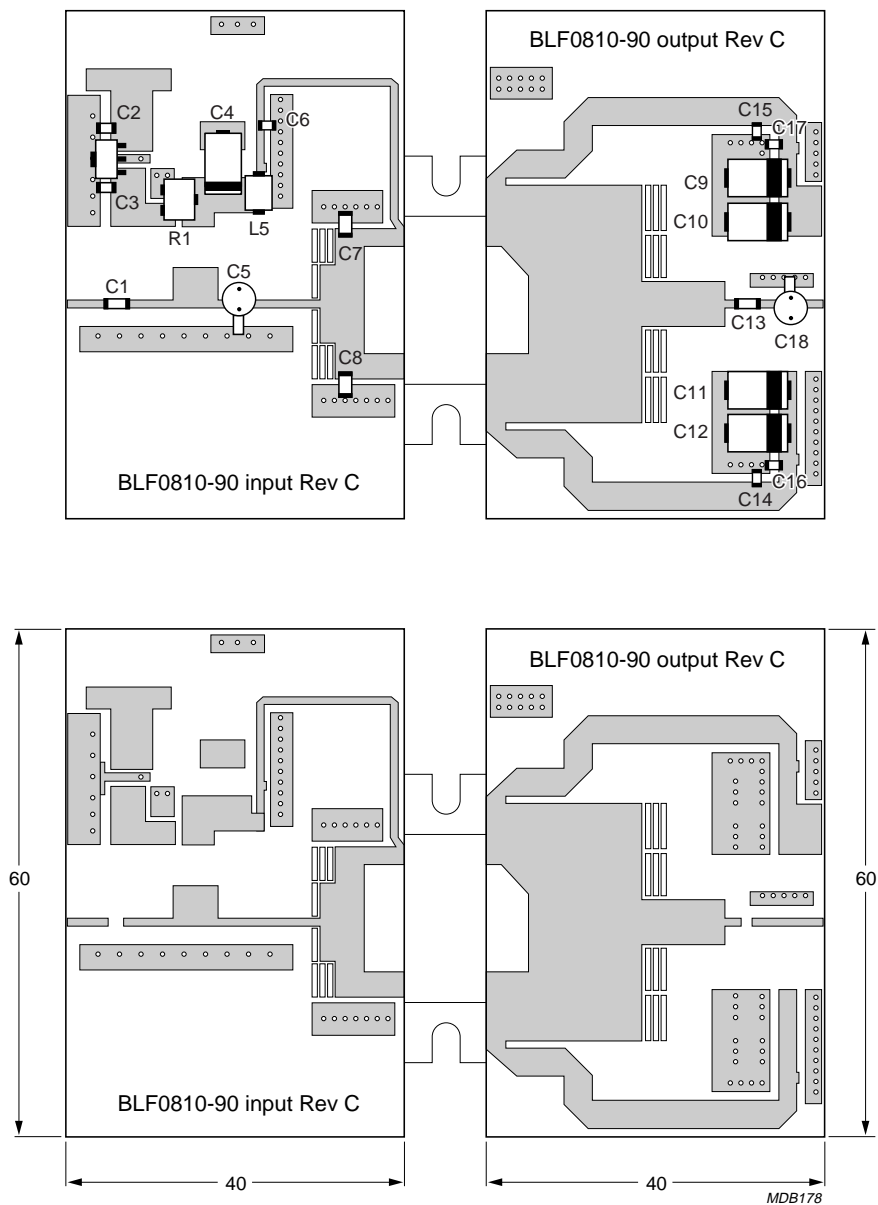 BLF0810-90 output Rev C
C2
C4
C6
C15
C17
C9
C3
C10
R1
L5
C7
C1
C5
C13
C18
C8
C11
C12
C16
C14
BLF0810-90 input Rev C
BLF0810-90 output Rev C
60
60
BLF0810-90 input Rev C
40
40
MDB178